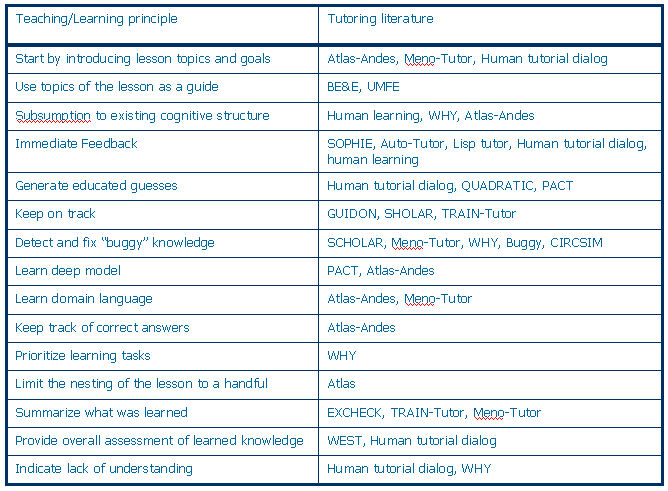 Teaching/Learning principle Tutoring literature
Start by introducing lesson topics and goals Atlas-Andes, Meno-Tutor, Human tutorial dialog
Use topics of the lesson as a guide BE&E, UMFE
Subsumption to existing cognitive structure Human learning, WHY, Atlas-Andes
Immediate Feedback SOPHIE, Auto-Tutor, Lisp tutor, Human tutorial dialog,
human learning
Generate educated guesses Human tutorial dialog, QUADRATIC, PACT
Keep on track GUIDON, SHOLAR, TRAIN-Tutor
Detect and fix “buggy” knowledge SCHOLAR, Meno-Tutor, WHY, Buggy, CIRCSIM
Learn deep model PACT, Atlas-Andes
Learn domain language Atlas-Andes, Meno-Tutor
Keep track of correct answers Atlas-Andes
Prioritize learning tasks WHY
Limit the nesting of the lesson to a handful Atlas
Summarize what was learned EXCHECK, TRAIN-Tutor, Meno-Tutor
Provide overall assessment of learned knowledge WEST, Human tutorial dialog
Indicate lack of understanding Human tutorial dialog, WHY